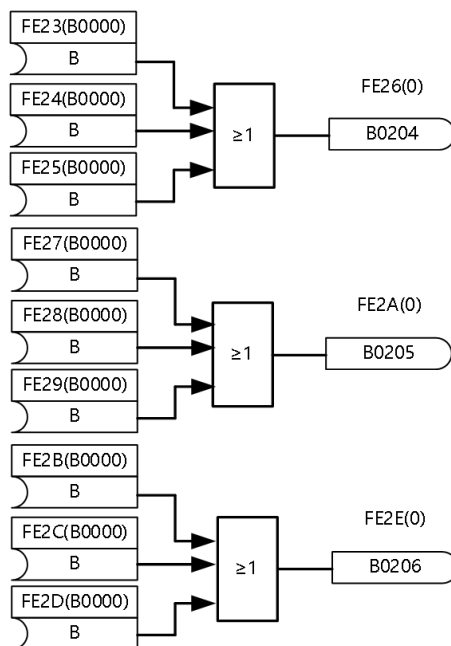 FE23(B0000)
B
FE24(B0000)
B
FE25(B0000)
B
≥1
FE26(0)
B0204
FE27(B0000)
B
FE28(B0000)
B
FE29(B0000)
B
≥1
FE2A(0)
B0205
FE2B(B0000)
B
FE2C(B0000)
B
FE2D(B0000)
B
≥1
FE2E(0)
B0206